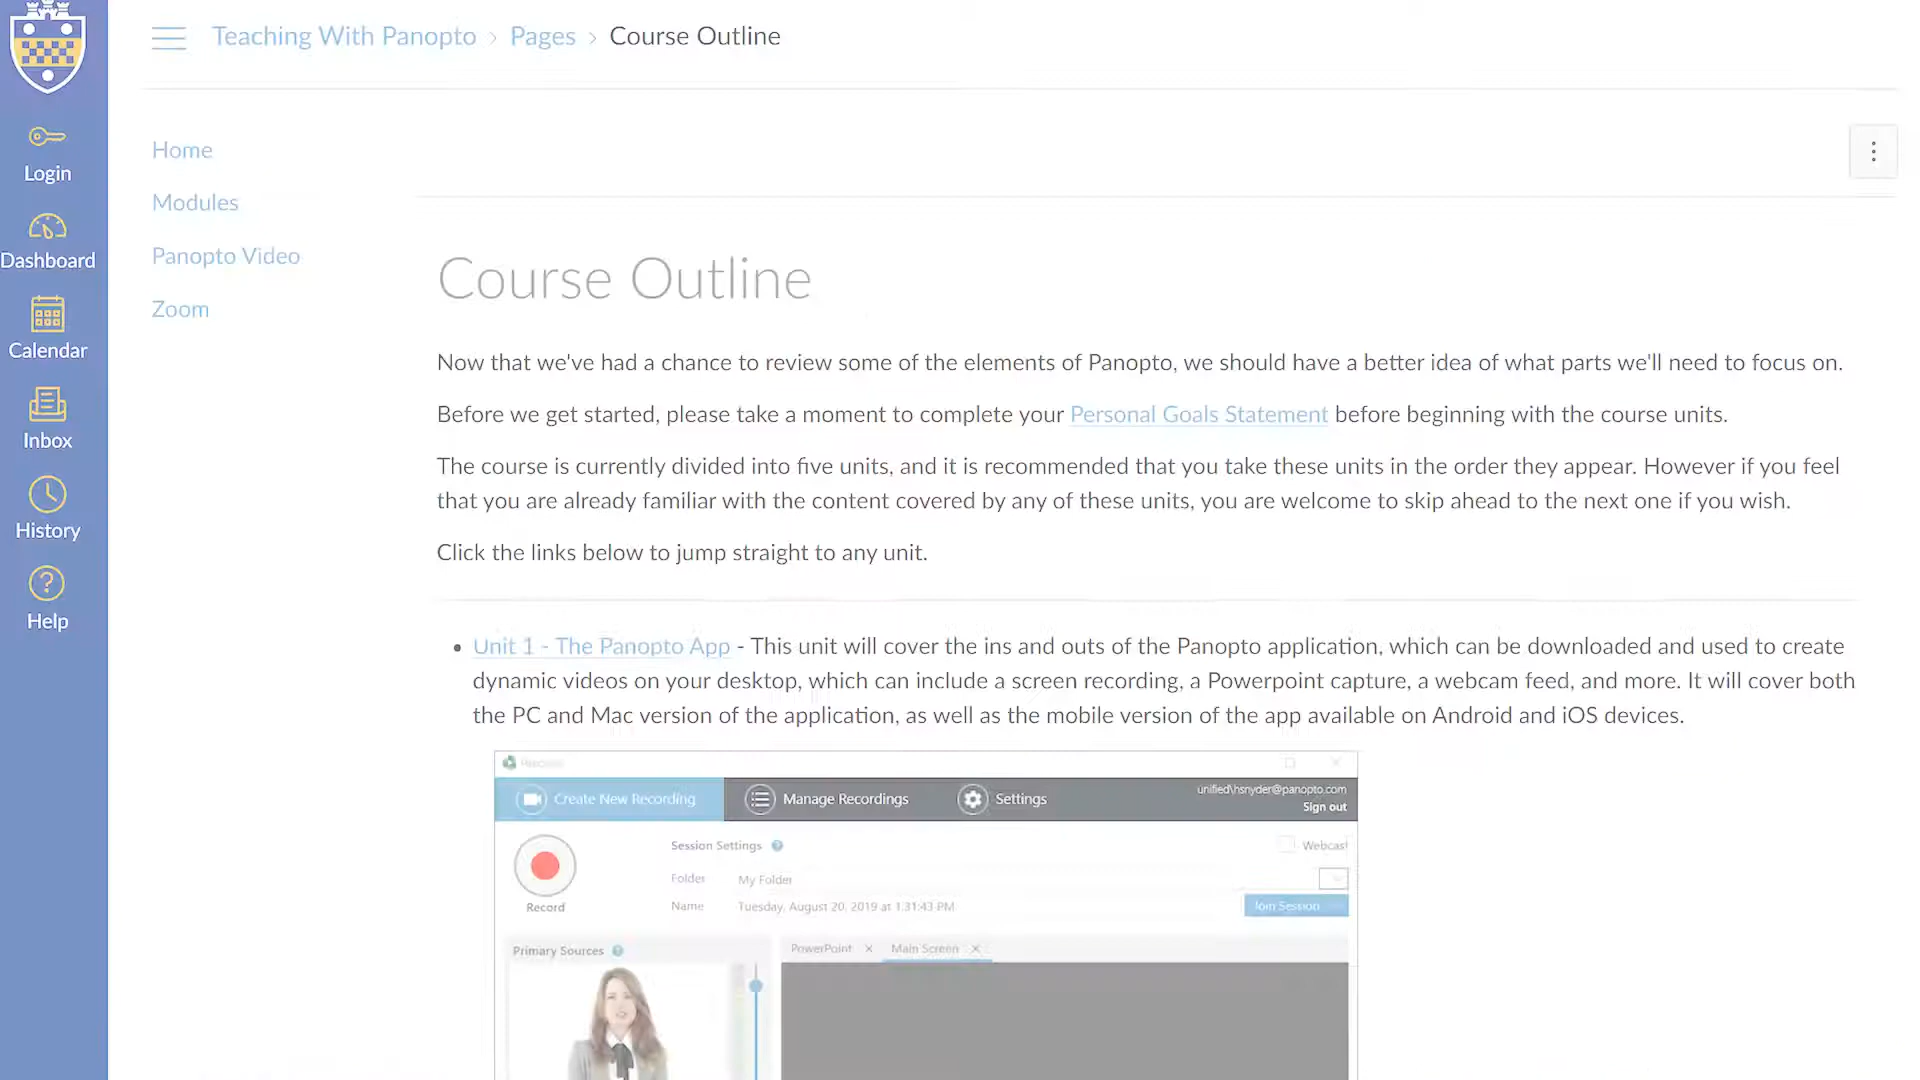 Teaching With Panopto > Pages > Course Outline
Login
Dashboard
Calendar
Inbox
History
Help
Home
Modules
Panopto Video
Zoom
Course Outline
Now that we've had a chance to review some of the elements of Panopto, we should have a better idea of what parts we'll need to focus on.
Before we get started, please take a moment to complete your Personal Goals Statement before beginning with the course units.
The course is currently divided into five units, and it is recommended that you take these units in the order they appear. However if you feel
that you are already familiar with the content covered by any of these units, you are welcome to skip ahead to the next one if you wish.
Click the links below to jump straight to any unit.
• Unit 1 - The Panopto App - This unit will cover the ins and outs of the Panopto application, which can be downloaded and used to create
dynamic videos on your desktop, which can include a screen recording, a Powerpoint capture, a webcam feed, and more. It will cover both
the PC and Mac version of the application, as well as the mobile version of the app available on Android and iOS devices.
Panopto
Create New Recording
Manage Recordings
Settings
unified\hsnyder@panopto.com
Sign out
Record
Session Settings
Webcast
Folder My Folder
Name Tuesday, August 20, 2019 at 1.31:43 PM
Join Session
Primary Sources
PowerPoint
Main Screen